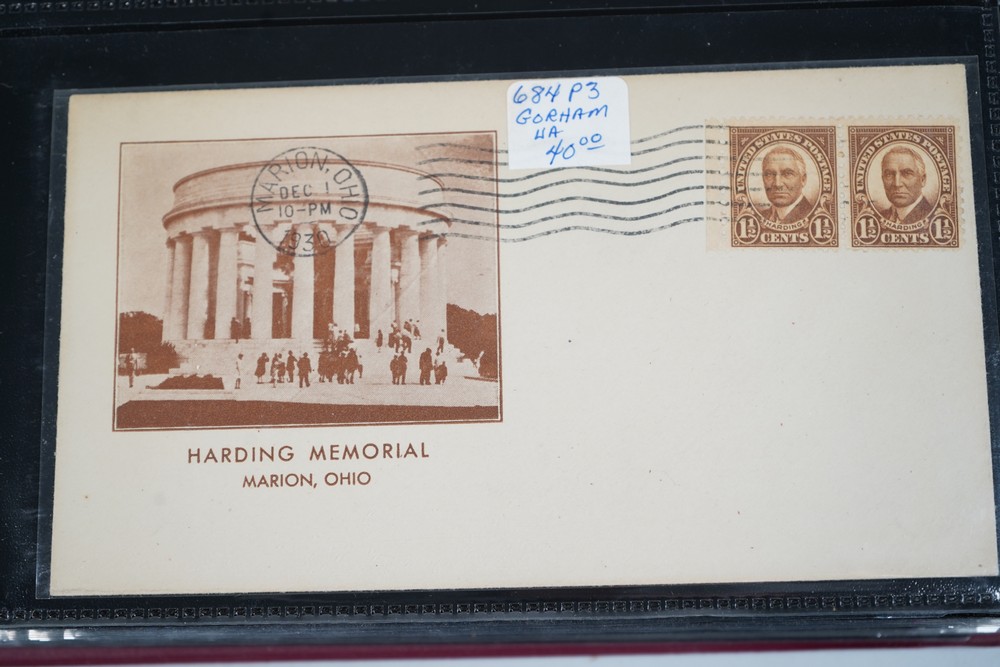 684 P3
GORHAM
UA
40 00
MARION, OHIO
DEC 1
10-PM
1930
UNITED STATES POSTAGE
HARDING
1½ CENTS 1½
UNITED STATES POSTAGE
HARDING
1½ CENTS 1½
HARDING MEMORIAL
MARION, OHIO